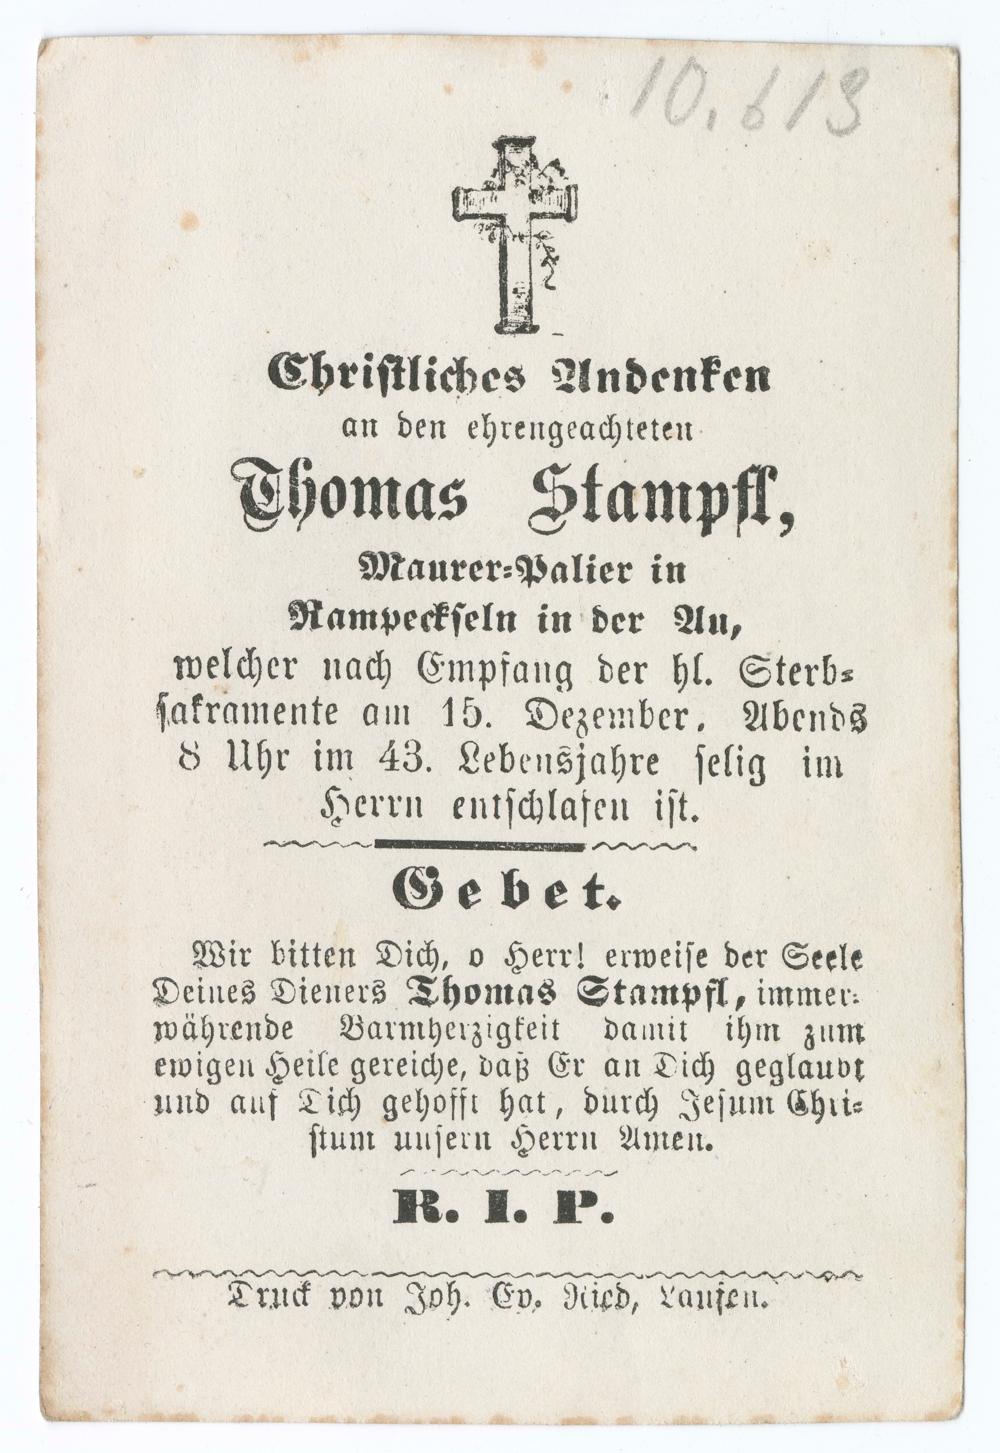 10.613
Christliches Andenken
an den ehrengeachteten
Thomas Stampfl,
Maurer-Palier in
Rampeckseln in der Au,
welcher nach Empfang der hl. Sterb-
sakramente am 15. Dezember, Abends
8 Uhr im 43. Lebensjahre selig im
Herrn entschlafen ist.
Gebet.
Wir bitten Dich, o Herr! erweise der Seele
Deines Dieners Thomas Stampfl, immer-
währende Barmherzigkeit damit ihm zum
ewigen Heile gereiche, daß Er an Dich geglaubt
und auf Dich gehofft hat, durch Jesum Chri-
stum unsern Herrn Amen.
R. I. P.
Druck von Joh. Ev. Ried, Laufen.